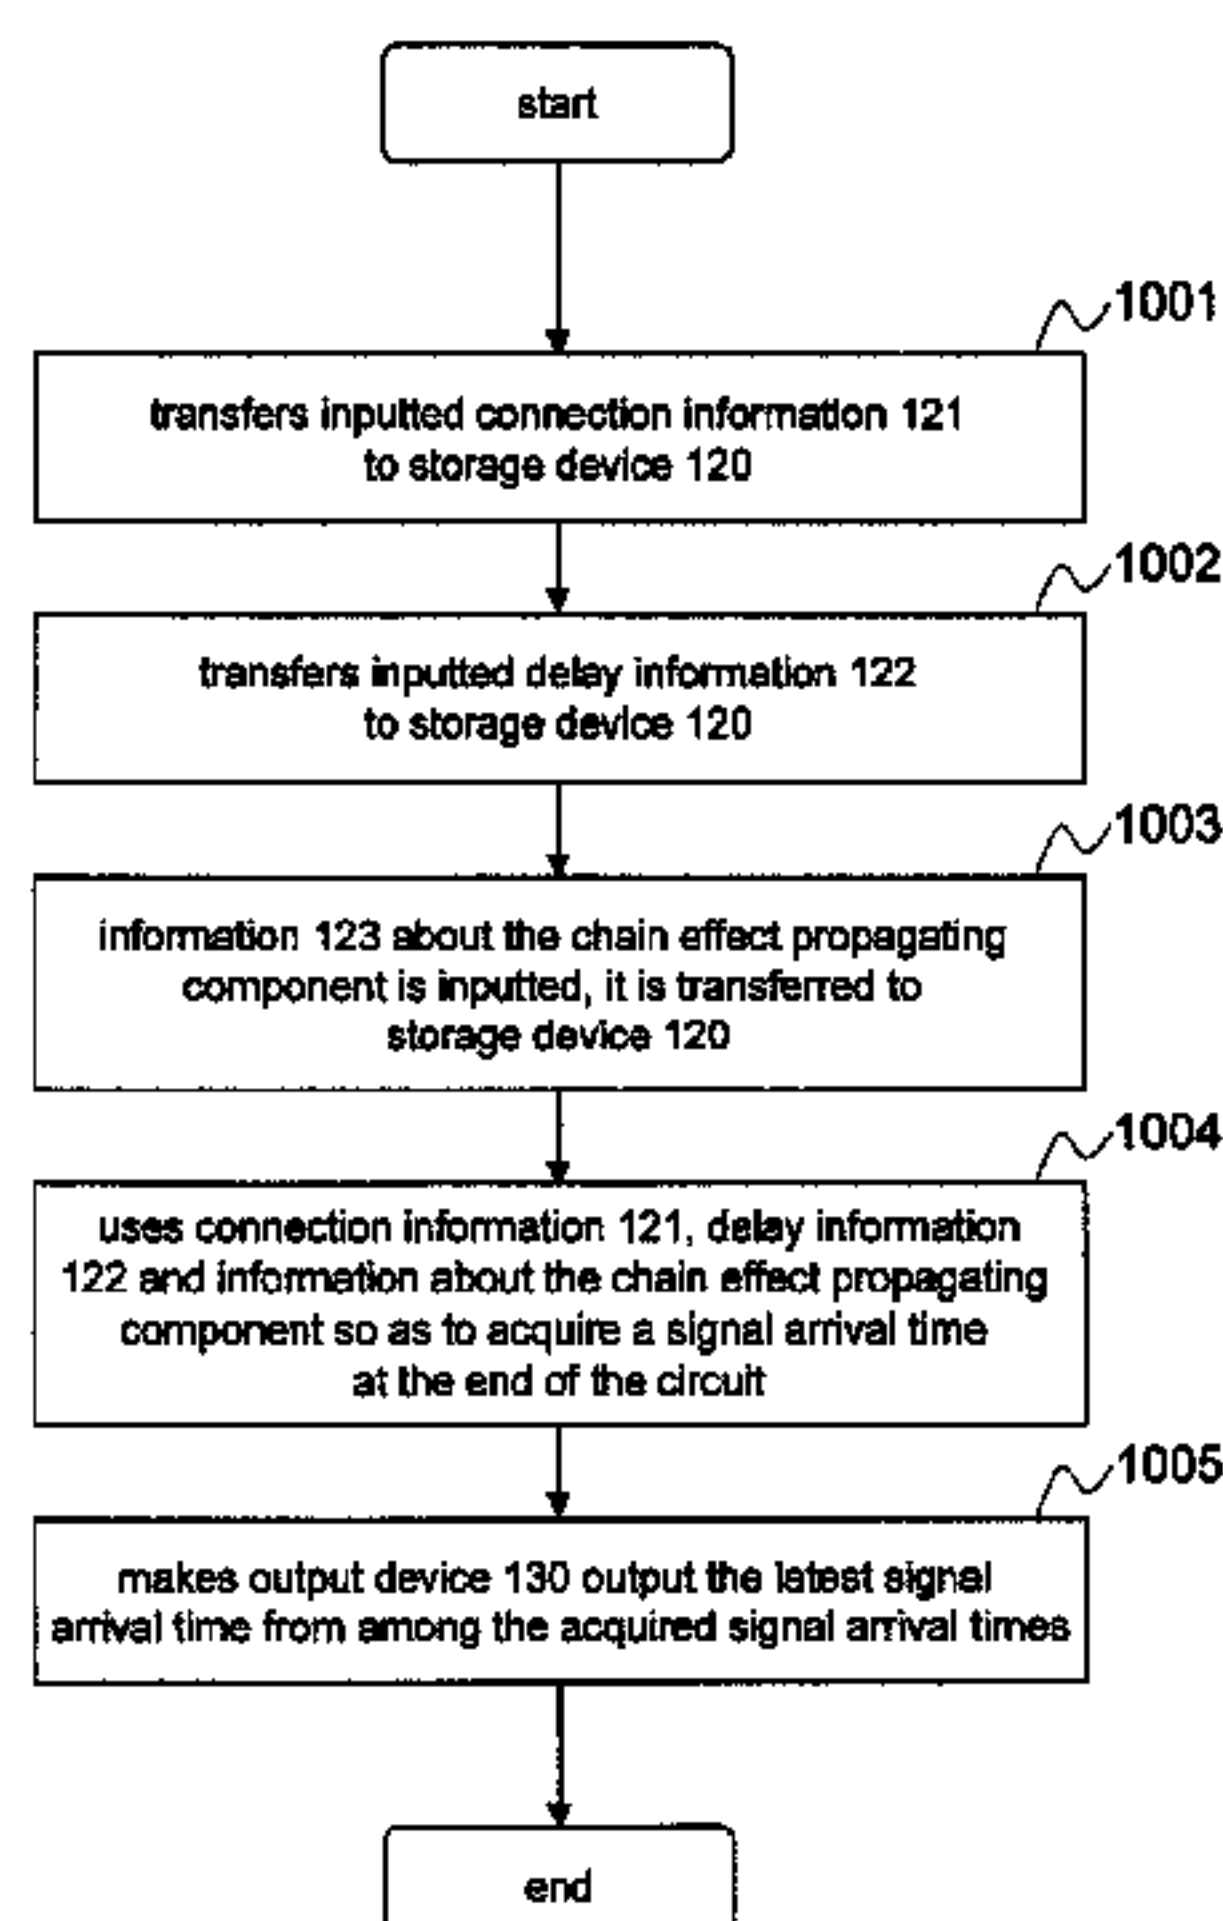 start
1001
transfers inputted connection information 121
to storage device 120
1002
transfers inputted delay information 122
to storage device 120
1003
information 123 about the chain effect propagating
component is inputted, it is transferred to
storage device 120
1004
uses connection information 121, delay information
122 and information about the chain effect propagating
component so as to acquire a signal arrival time
at the end of the circuit
1005
makes output device 130 output the latest signal
arrival time from among the acquired signal arrival times
end